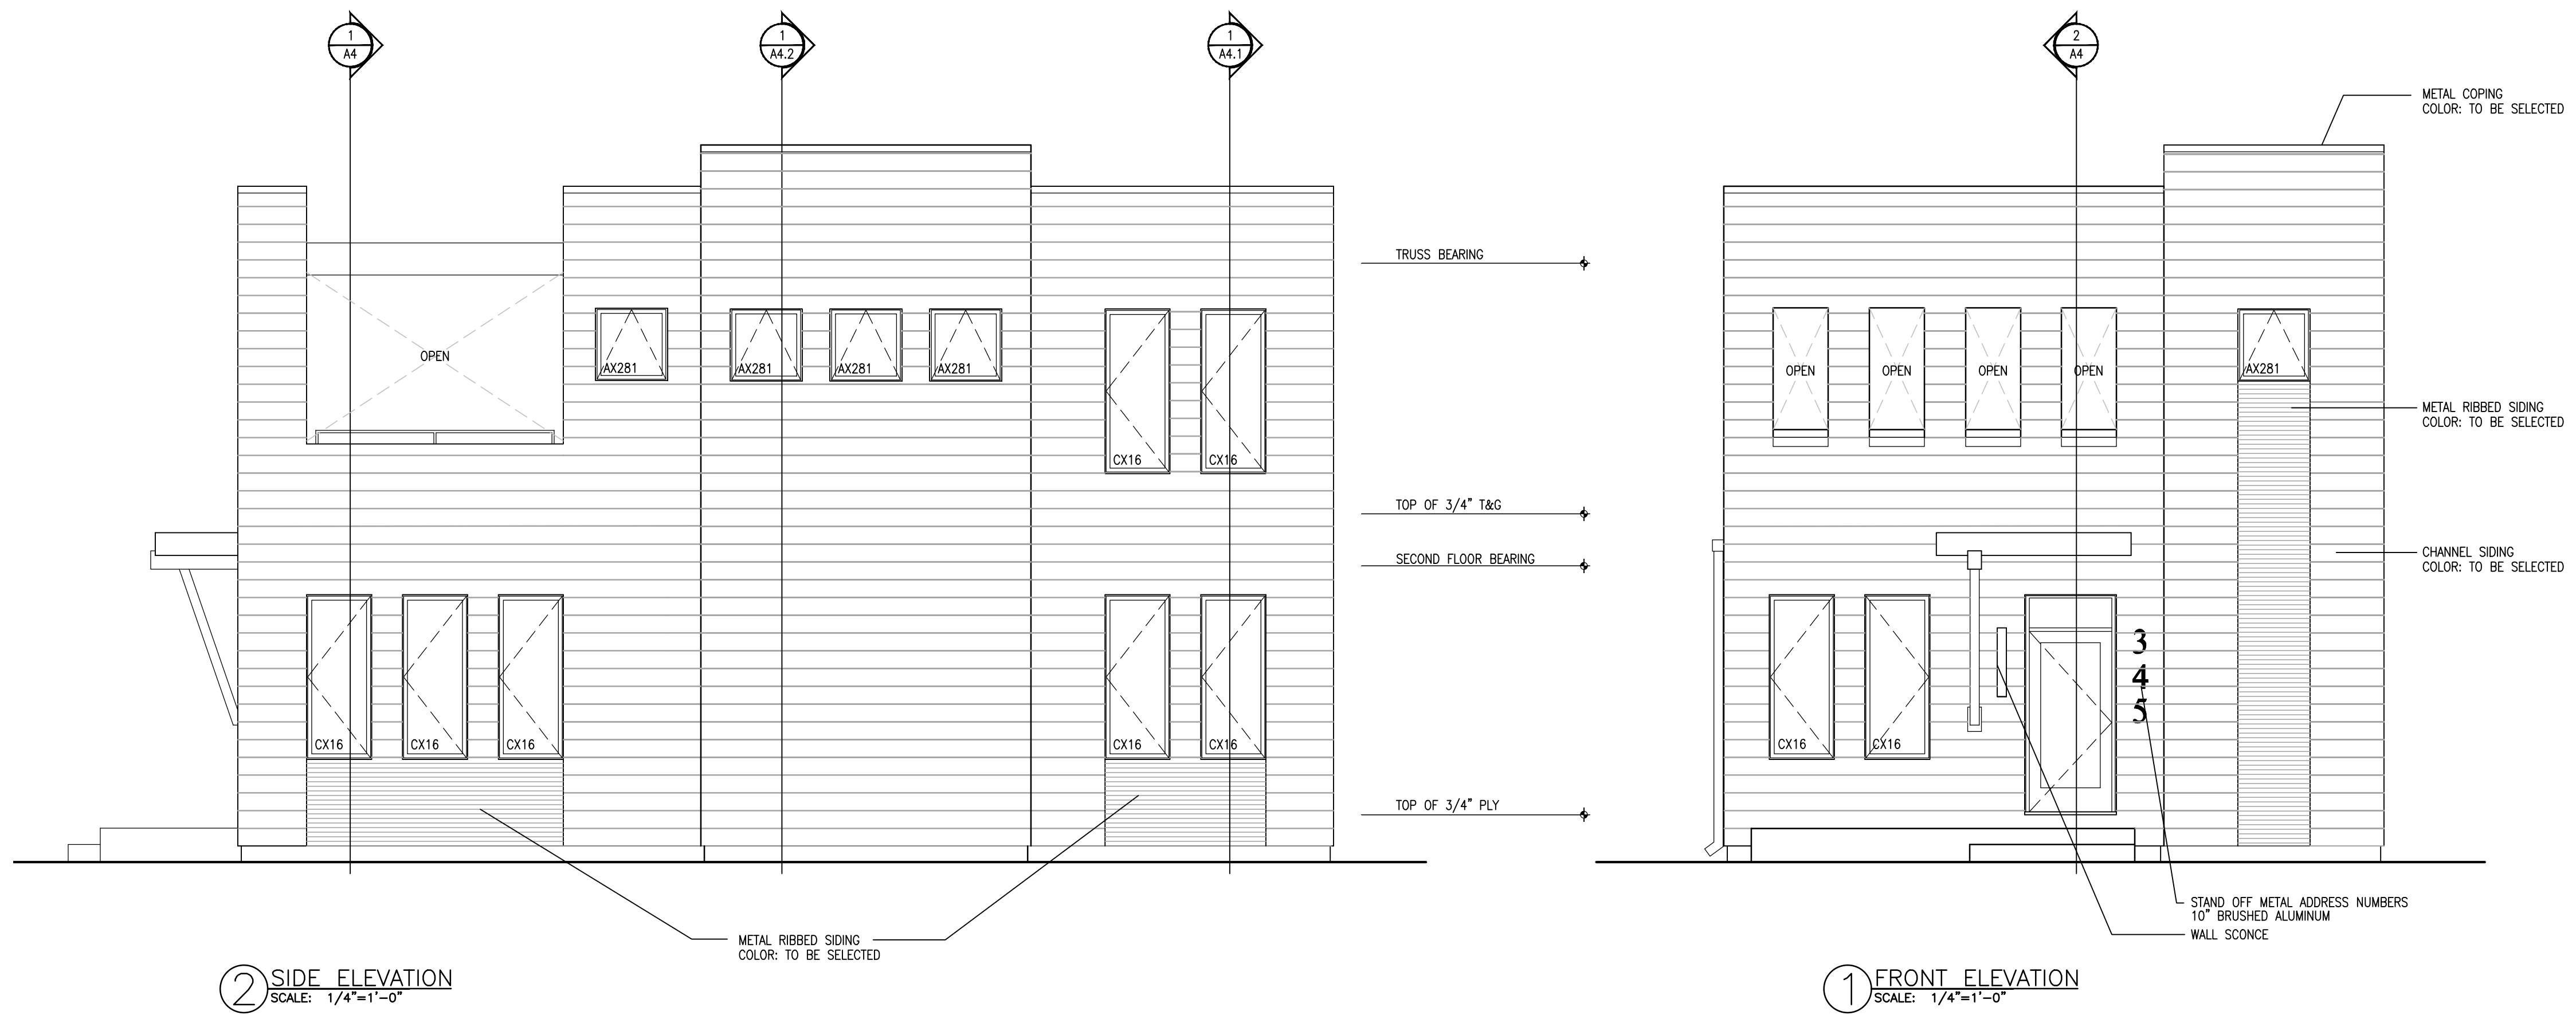 1
A4
1
A4.2
1
A4.1
2
A4
METAL COPING
COLOR: TO BE SELECTED
TRUSS BEARING
OPEN
AX281
AX281
AX281
AX281
OPEN
OPEN
OPEN
OPEN
AX281
METAL RIBBED SIDING
COLOR: TO BE SELECTED
CX16
CX16
TOP OF 3/4" T&G
SECOND FLOOR BEARING
CHANNEL SIDING
COLOR: TO BE SELECTED
3
4
5
CX16
CX16
CX16
CX16
CX16
CX16
CX16
TOP OF 3/4" PLY
STAND OFF METAL ADDRESS NUMBERS
10" BRUSHED ALUMINUM
WALL SCONCE
METAL RIBBED SIDING
COLOR: TO BE SELECTED
2 SIDE ELEVATION
SCALE: 1/4"=1'-0"
1 FRONT ELEVATION
SCALE: 1/4"=1'-0"